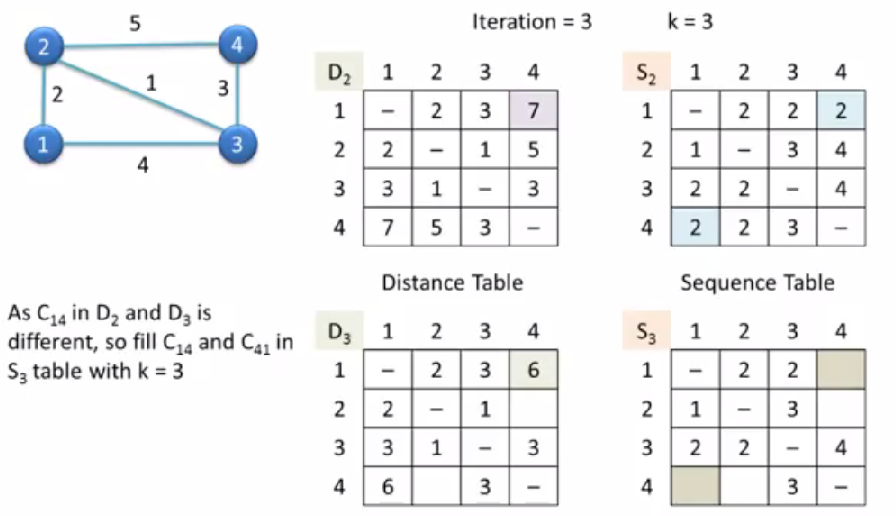 Iteration = 3 k = 3
5
2 4
2 1 3
1 3
4
D2 1 2 3 4
1 – 2 3 7
2 2 – 1 5
3 3 1 – 3
4 7 5 3 –
S2 1 2 3 4
1 – 2 2 2
2 1 – 3 4
3 2 2 – 4
4 2 2 3 –
Distance Table
Sequence Table
As C14 in D2 and D3 is
different, so fill C14 and C41 in
S3 table with k = 3
D3 1 2 3 4
1 – 2 3 6
2 2 – 1
3 3 1 – 3
4 6 3 –
S3 1 2 3 4
1 – 2 2
2 1 – 3
3 2 2 – 4
4 3 –